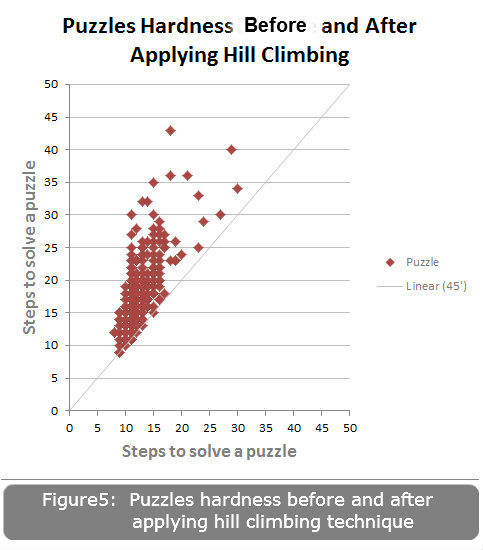 Puzzles Hardness Before and After
Applying Hill Climbing
50
45
40
35
30
25
20
15
10
5
0
Steps to solve a puzzle
0 5 10 15 20 25 30 35 40 45 50
Steps to solve a puzzle
Puzzle
Linear (45')
Figure5: Puzzles hardness before and after
applying hill climbing technique